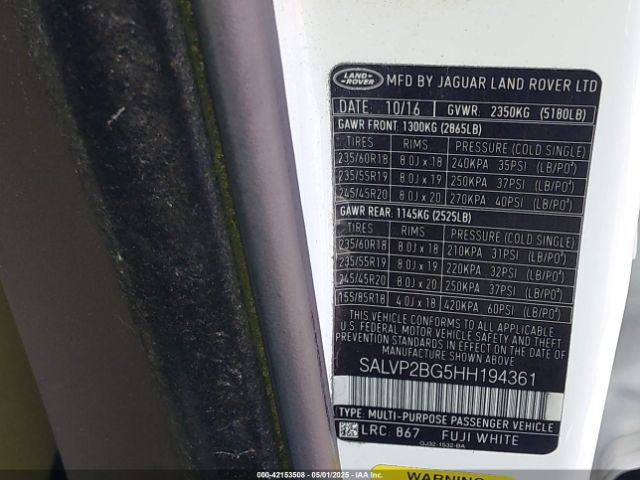 LAND-ROVER MFD BY JAGUAR LAND ROVER LTD
DATE: 10/16 GVWR: 2350KG (5180LB)
GAWR FRONT: 1300KG (2865LB)
TIRES RIMS PRESSURE (COLD SINGLE)
235/60R18 8.0J x 18 240KPA 35PSI (LB/PO²)
235/55R19 8.0J x 19 250KPA 37PSI (LB/PO²)
245/45R20 8.0J x 20 270KPA 40PSI (LB/PO²)
GAWR REAR: 1145KG (2525LB)
TIRES RIMS PRESSURE (COLD SINGLE)
235/60R18 8.0J x 18 210KPA 31PSI (LB/PO²)
235/55R19 8.0J x 19 220KPA 32PSI (LB/PO²)
245/45R20 8.0J x 20 250KPA 37PSI (LB/PO²)
155/85R18 4.0J x 18 420KPA 60PSI (LB/PO²)
THIS VEHICLE CONFORMS TO ALL APPLICABLE
U.S. FEDERAL MOTOR VEHICLE SAFETY AND THEFT
PREVENTION STANDARDS IN EFFECT ON THE DATE OF
MANUFACTURE SHOWN ABOVE
SALVP2BG5HH194361
TYPE: MULTI-PURPOSE PASSENGER VEHICLE
LRC: 867 FUJI WHITE
GJ32-1532-BA
WARNING
000-42153508 - 05/01/2025 - IAAI.COM